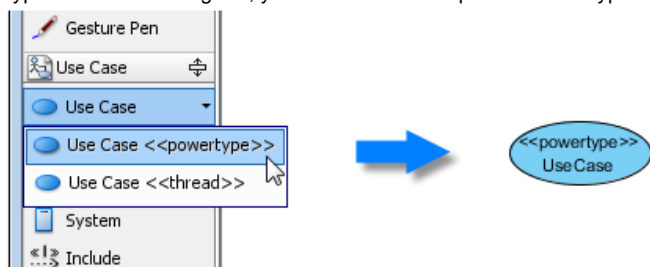 Gesture Pen
Use Case
Use Case
Use Case <<powertype>>
Use Case <<thread>>
System
Include
<<powertype>>
UseCase